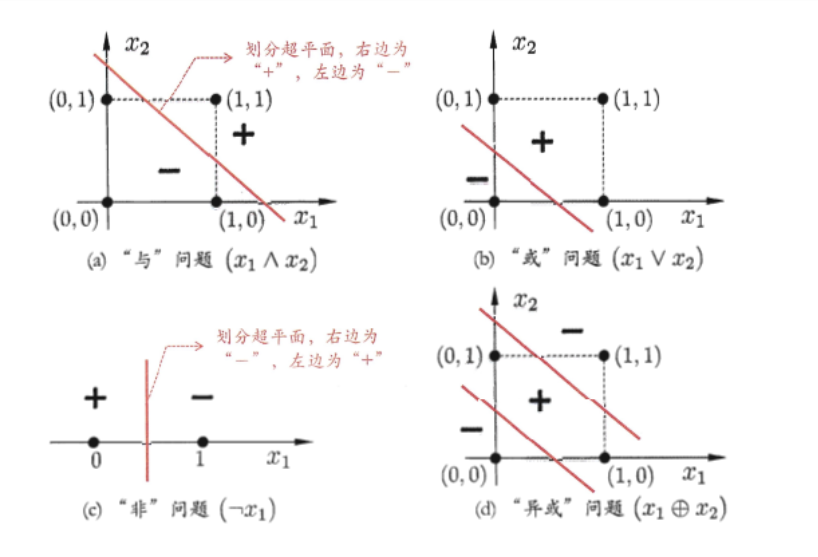 x₂
划分超平面，右边为
“+”，左边为“−”
(0,1)
(1,1)
+
−
(0,0)
(1,0)
x₁
(a) “与”问题 (x₁ ∧ x₂)
x₂
(0,1)
(1,1)
+
−
(0,0)
(1,0)
x₁
(b) “或”问题 (x₁ ∨ x₂)
划分超平面，右边为
“−”，左边为“+”
+
−
0
1
x₁
(c) “非”问题 (¬x₁)
x₂
−
(0,1)
(1,1)
+
−
(0,0)
(1,0)
x₁
(d) “异或”问题 (x₁ ⊕ x₂)